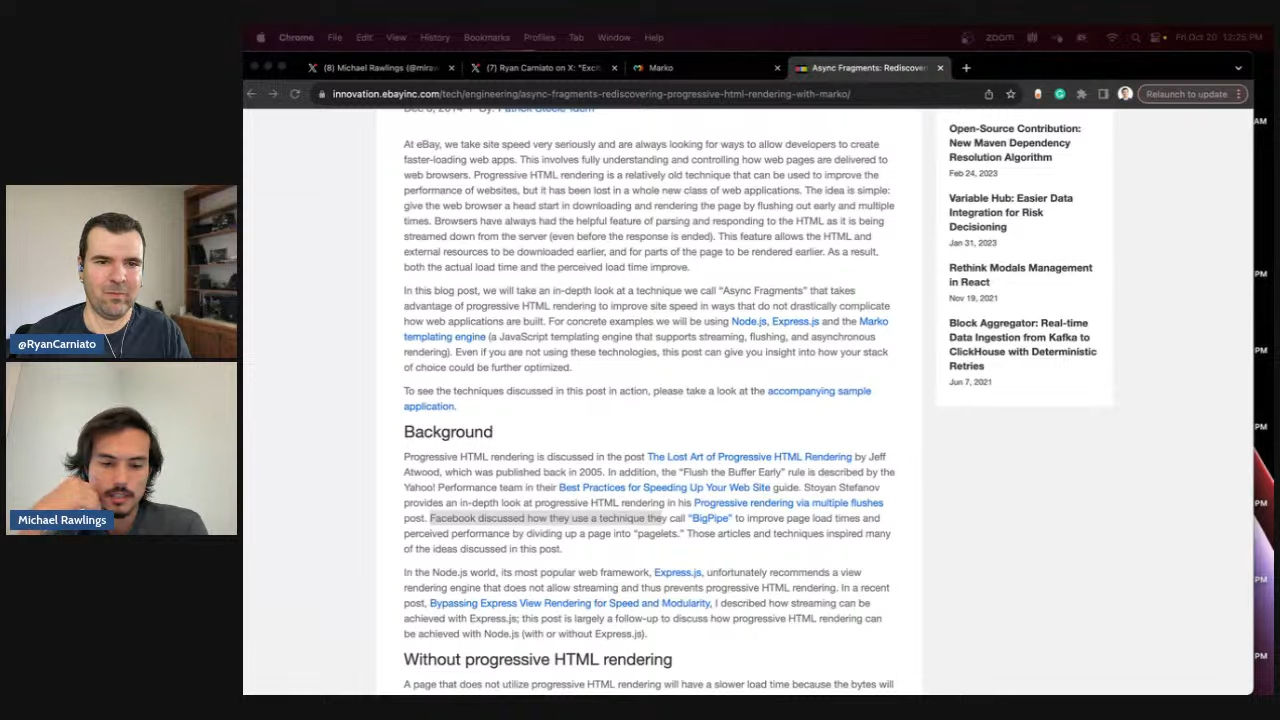 Chrome File Edit View History Bookmarks Profiles Tab Window Help zoom Fri Oct 20 12:25 PM
(8) Michael Rawlings (@mirawl
(7) Ryan Carniato on X: "Excit
Marko
Async Fragments: Rediscover
innovation.ebayinc.com/tech/engineering/async-fragments-rediscovering-progressive-html-rendering-with-marko/
Relaunch to update
At eBay, we take site speed very seriously and are always looking for ways to allow developers to create
faster-loading web apps. This involves fully understanding and controlling how web pages are delivered to
web browsers. Progressive HTML rendering is a relatively old technique that can be used to improve the
performance of websites, but it has been lost in a whole new class of web applications. The idea is simple:
give the web browser a head start in downloading and rendering the page by flushing out early and multiple
times. Browsers have always had the helpful feature of parsing and responding to the HTML as it is being
streamed down from the server (even before the response is ended). This feature allows the HTML and
external resources to be downloaded earlier, and for parts of the page to be rendered earlier. As a result,
both the actual load time and the perceived load time improve.
In this blog post, we will take an in-depth look at a technique we call “Async Fragments” that takes
advantage of progressive HTML rendering to improve site speed in ways that do not drastically complicate
how web applications are built. For concrete examples we will be using Node.js, Express.js and the Marko
templating engine (a JavaScript templating engine that supports streaming, flushing, and asynchronous
rendering). Even if you are not using these technologies, this post can give you insight into how your stack
of choice could be further optimized.
To see the techniques discussed in this post in action, please take a look at the accompanying sample
application.
Background
Progressive HTML rendering is discussed in the post The Lost Art of Progressive HTML Rendering by Jeff
Atwood, which was published back in 2005. In addition, the “Flush the Buffer Early” rule is described by the
Yahoo! Performance team in their Best Practices for Speeding Up Your Web Site guide. Stoyan Stefanov
provides an in-depth look at progressive HTML rendering in his Progressive rendering via multiple flushes
post. Facebook discussed how they use a technique they call “BigPipe” to improve page load times and
perceived performance by dividing up a page into “pagelets.” Those articles and techniques inspired many
of the ideas discussed in this post.
In the Node.js world, its most popular web framework, Express.js, unfortunately recommends a view
rendering engine that does not allow streaming and thus prevents progressive HTML rendering. In a recent
post, Bypassing Express View Rendering for Speed and Modularity, I described how streaming can be
achieved with Express.js; this post is largely a follow-up to discuss how progressive HTML rendering can
be achieved with Node.js (with or without Express.js).
Without progressive HTML rendering
A page that does not utilize progressive HTML rendering will have a slower load time because the bytes will
Open-Source Contribution:
New Maven Dependency
Resolution Algorithm
Feb 24, 2023
Variable Hub: Easier Data
Integration for Risk
Decisioning
Jan 31, 2023
Rethink Modals Management
in React
Nov 19, 2021
Block Aggregator: Real-time
Data Ingestion from Kafka to
ClickHouse with Deterministic
Retries
Jun 7, 2021
AM
PM
PM
PM
PM
PM
PM
@RyanCarniato
Michael Rawlings